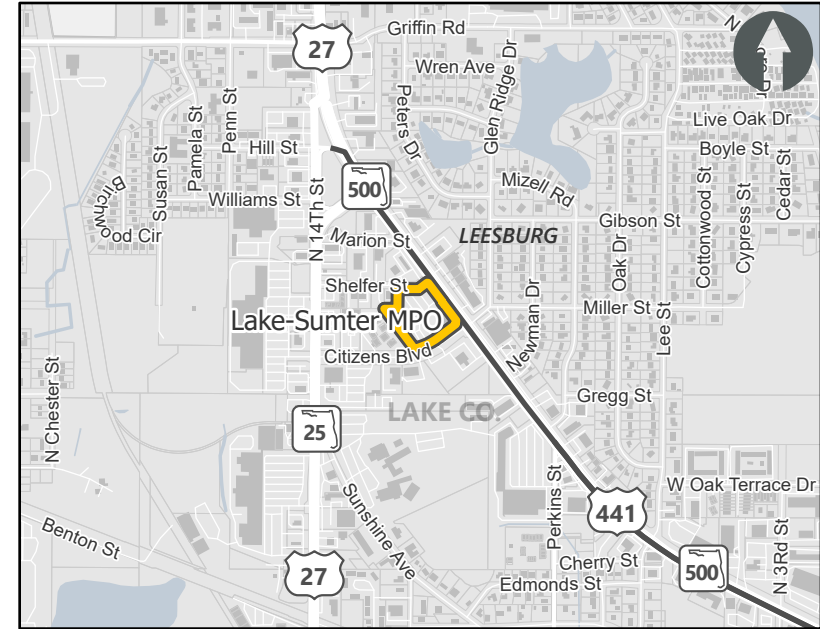 Griffin Rd
27
Wren Ave
Peters Dr
Glen Ridge Dr
N
Live Oak Dr
Boyle St
Hill St
Penn St
Pamela St
Susan St
Birchwood Cir
Williams St
N 14Th St
500
Mizell Rd
Marion St
LEESBURG
Gibson St
Oak Dr
Cottonwood St
Cypress St
Cedar St
Shelfer St
Miller St
Lake-Sumter MPO
Newman Dr
Lee St
Citizens Blvd
N Chester St
Gregg St
LAKE CO.
25
Sunshine Ave
Perkins St
W Oak Terrace Dr
441
Benton St
27
Cherry St
500
Edmonds St
N 3Rd St